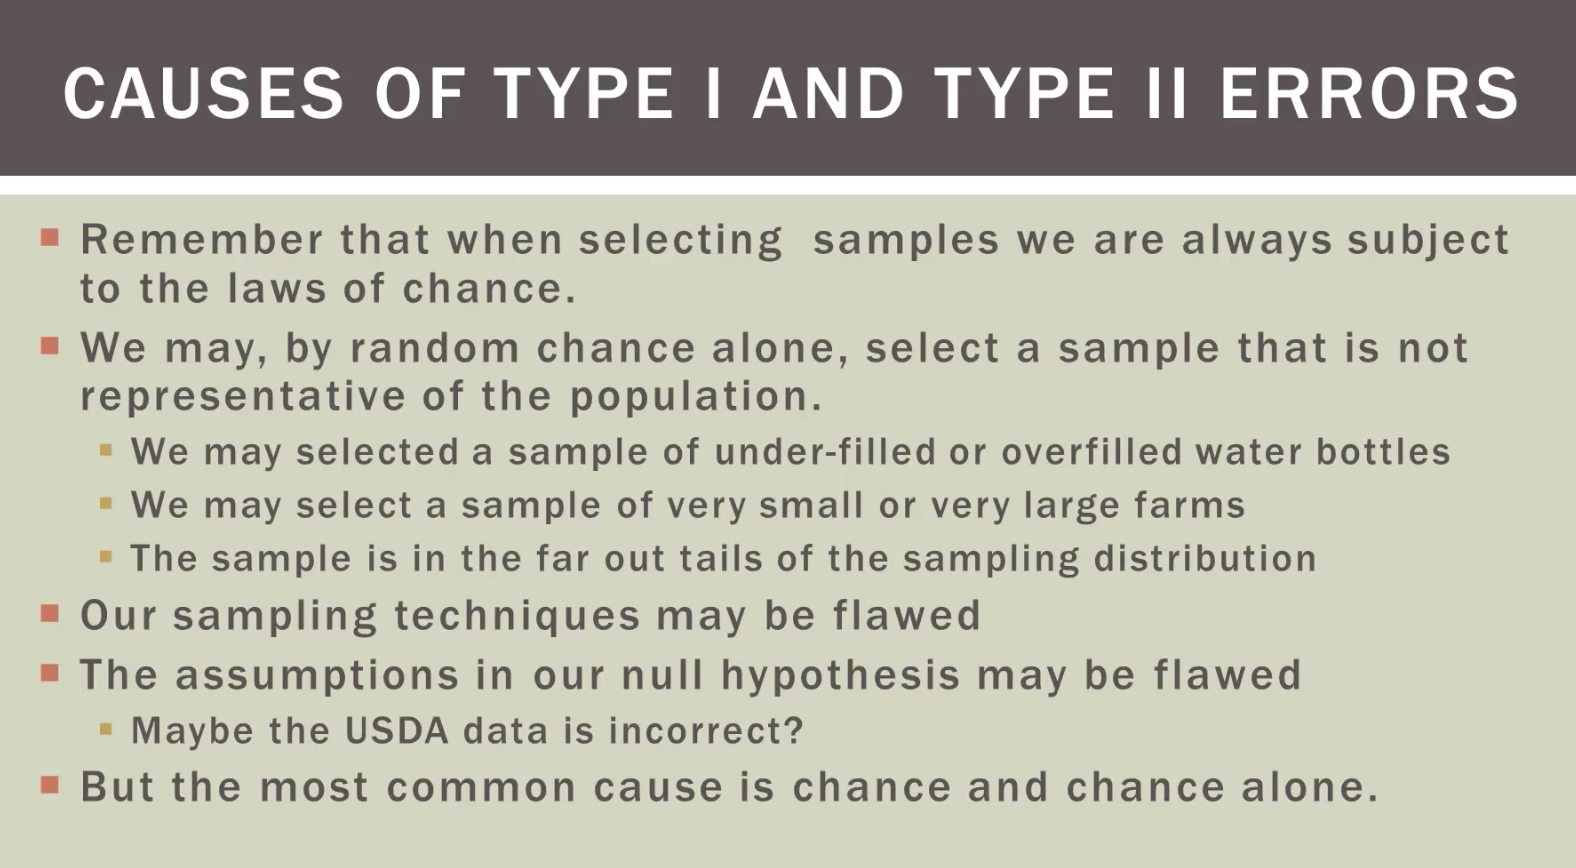 CAUSES OF TYPE I AND TYPE II ERRORS
Remember that when selecting samples we are always subject
to the laws of chance.
We may, by random chance alone, select a sample that is not
representative of the population.
We may selected a sample of under-filled or overfilled water bottles
We may select a sample of very small or very large farms
The sample is in the far out tails of the sampling distribution
Our sampling techniques may be flawed
The assumptions in our null hypothesis may be flawed
Maybe the USDA data is incorrect?
But the most common cause is chance and chance alone.